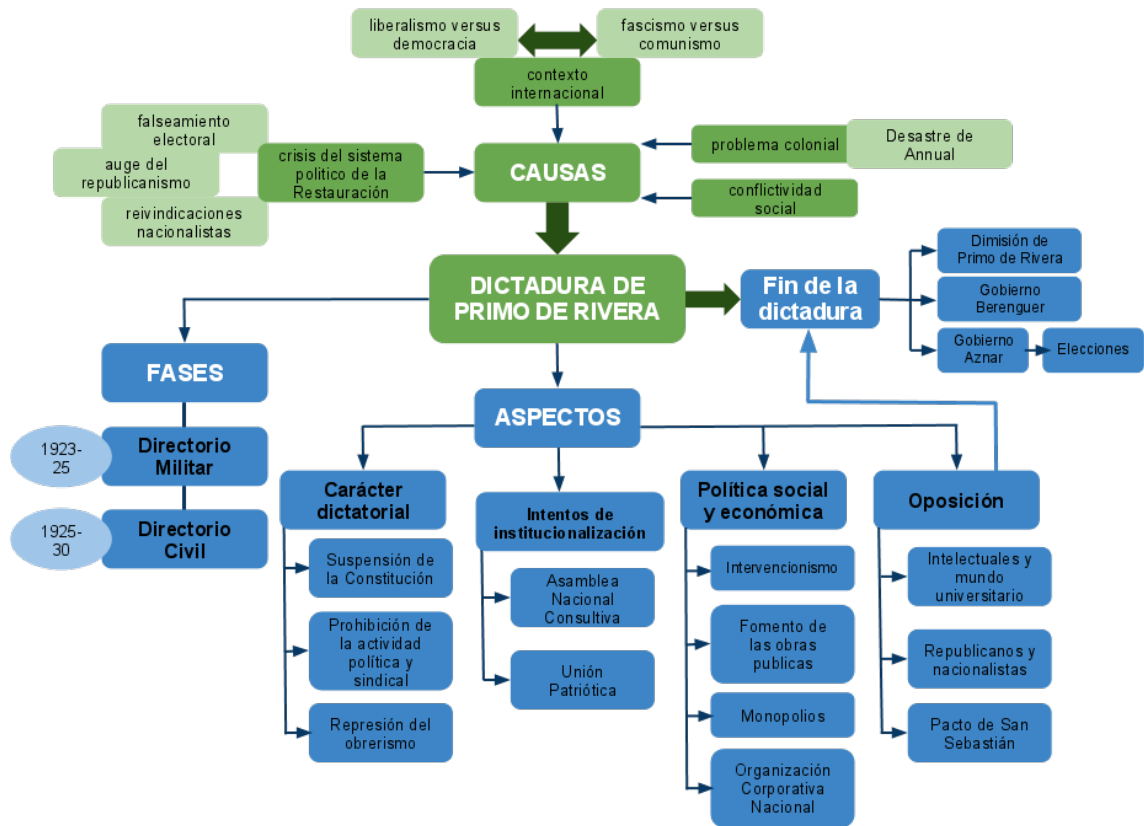 liberalismo versus
democracia
fascismo versus
comunismo
contexto
internacional
falseamiento
electoral
auge del
republicanismo
reivindicaciones
nacionalistas
crisis del sistema
politico de la
Restauración
CAUSAS
problema colonial
Desastre de
Annual
conflictividad
social
DICTADURA DE
PRIMO DE RIVERA
Fin de la
dictadura
Dimisión de
Primo de Rivera
Gobierno
Berenguer
Gobierno
Aznar
Elecciones
FASES
1923-
25
Directorio
Militar
1925-
30
Directorio
Civil
ASPECTOS
Carácter
dictatorial
Suspensión de
la Constitución
Prohibición de
la actividad
política y
sindical
Represión del
obrerismo
Intentos de
institucionalización
Asamblea
Nacional
Consultiva
Unión
Patriótica
Política social
y económica
Intervencionismo
Fomento de
las obras
publicas
Monopolios
Organización
Corporativa
Nacional
Oposición
Intelectuales y
mundo
universitario
Republicanos y
nacionalistas
Pacto de San
Sebastián